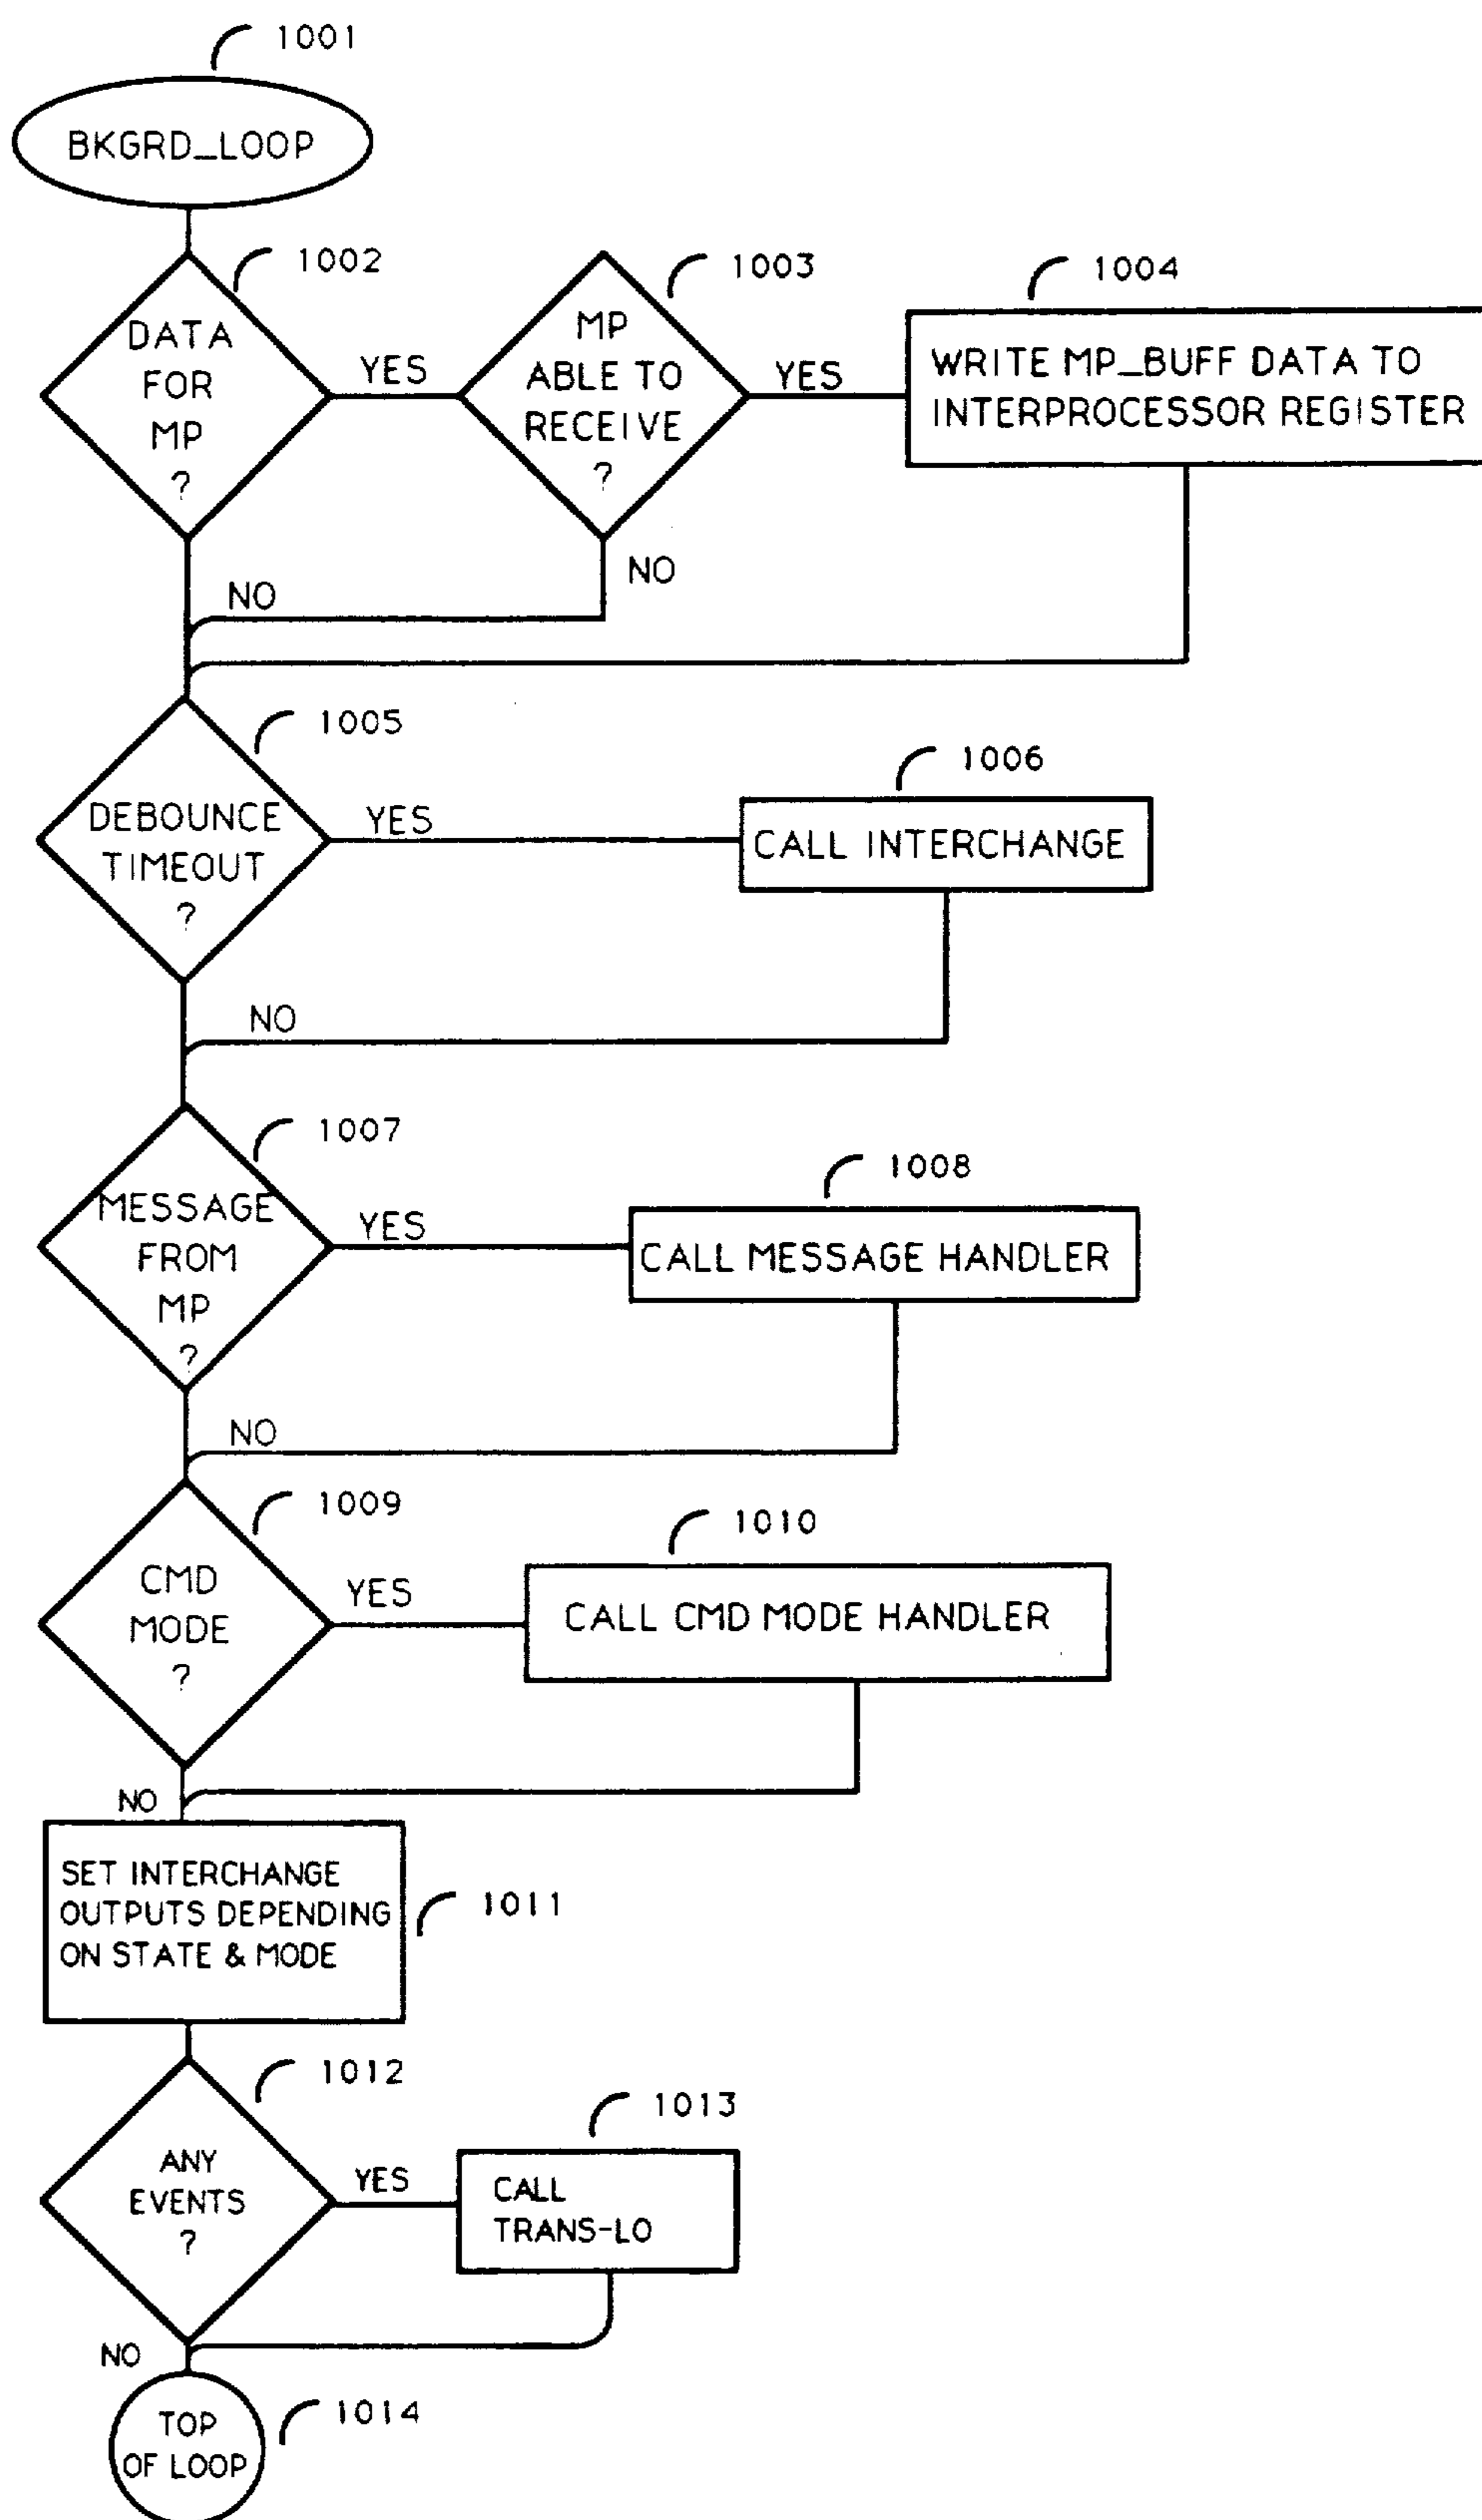 1001
BKGRD_LOOP
1002
DATA
FOR
MP
?
YES
1003
MP
ABLE TO
RECEIVE
?
YES
1004
WRITE MP_BUFF DATA TO
INTERPROCESSOR REGISTER
NO
NO
1005
DEBOUNCE
TIMEOUT
?
YES
1006
CALL INTERCHANGE
NO
1007
MESSAGE
FROM
MP
?
YES
1008
CALL MESSAGE HANDLER
NO
1009
CMD
MODE
?
YES
1010
CALL CMD MODE HANDLER
NO
SET INTERCHANGE
OUTPUTS DEPENDING
ON STATE & MODE
1011
1012
ANY
EVENTS
?
YES
1013
CALL
TRANS-LO
NO
TOP
OF LOOP
1014